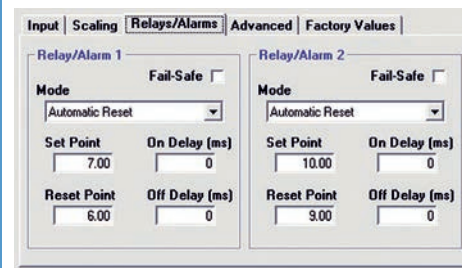 Input Scaling Relays/Alarms Advanced Factory Values
Relay/Alarm 1
Fail-Safe
Mode
Automatic Reset
Set Point On Delay (ms)
7.00 0
Reset Point Off Delay (ms)
6.00 0
Relay/Alarm 2
Fail-Safe
Mode
Automatic Reset
Set Point On Delay (ms)
10.00 0
Reset Point Off Delay (ms)
9.00 0